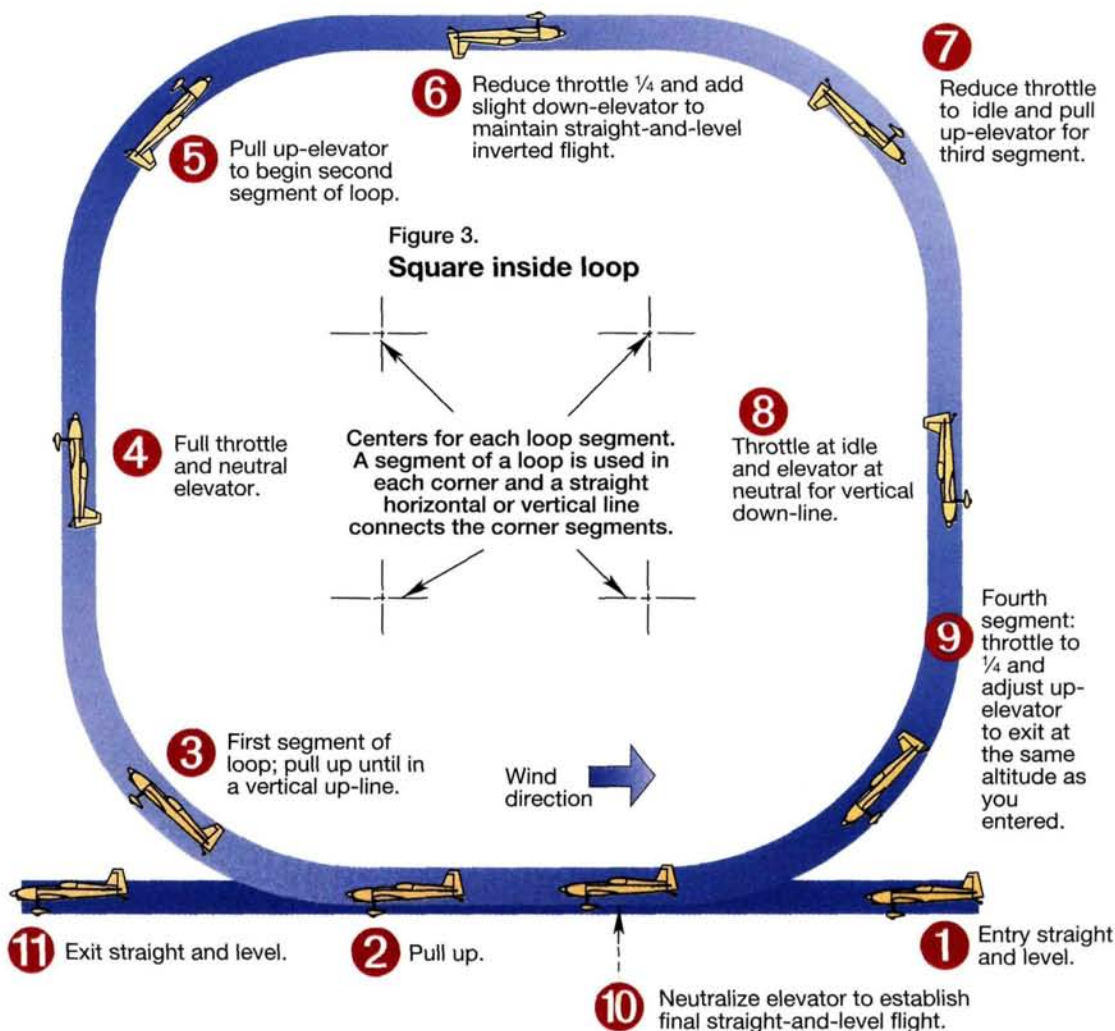 7
Reduce throttle
to idle and pull
up-elevator for
third segment.
6
Reduce throttle ¼ and add
slight down-elevator to
maintain straight-and-level
inverted flight.
5
Pull up-elevator
to begin second
segment of loop.
Figure 3.
Square inside loop
4
Full throttle
and neutral
elevator.
Centers for each loop segment.
A segment of a loop is used in
each corner and a straight
horizontal or vertical line
connects the corner segments.
8
Throttle at idle
and elevator at
neutral for vertical
down-line.
9
Fourth
segment:
throttle to
¼ and
adjust up-
elevator
to exit at
the same
altitude as
you
entered.
3
First segment of
loop; pull up until in
a vertical up-line.
Wind
direction
11
Exit straight and level.
2
Pull up.
1
Entry straight
and level.
10
Neutralize elevator to establish
final straight-and-level flight.